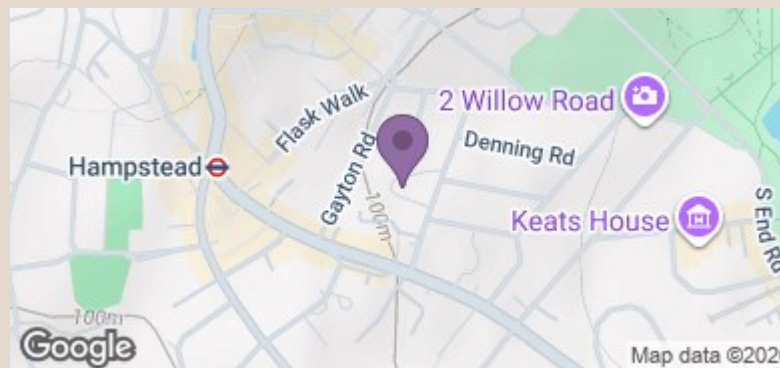 Flask Walk
2 Willow Road
Denning Rd
Hampstead
Gayton Rd
100m
Keats House
S End Rd
100m
Google
Map data ©202